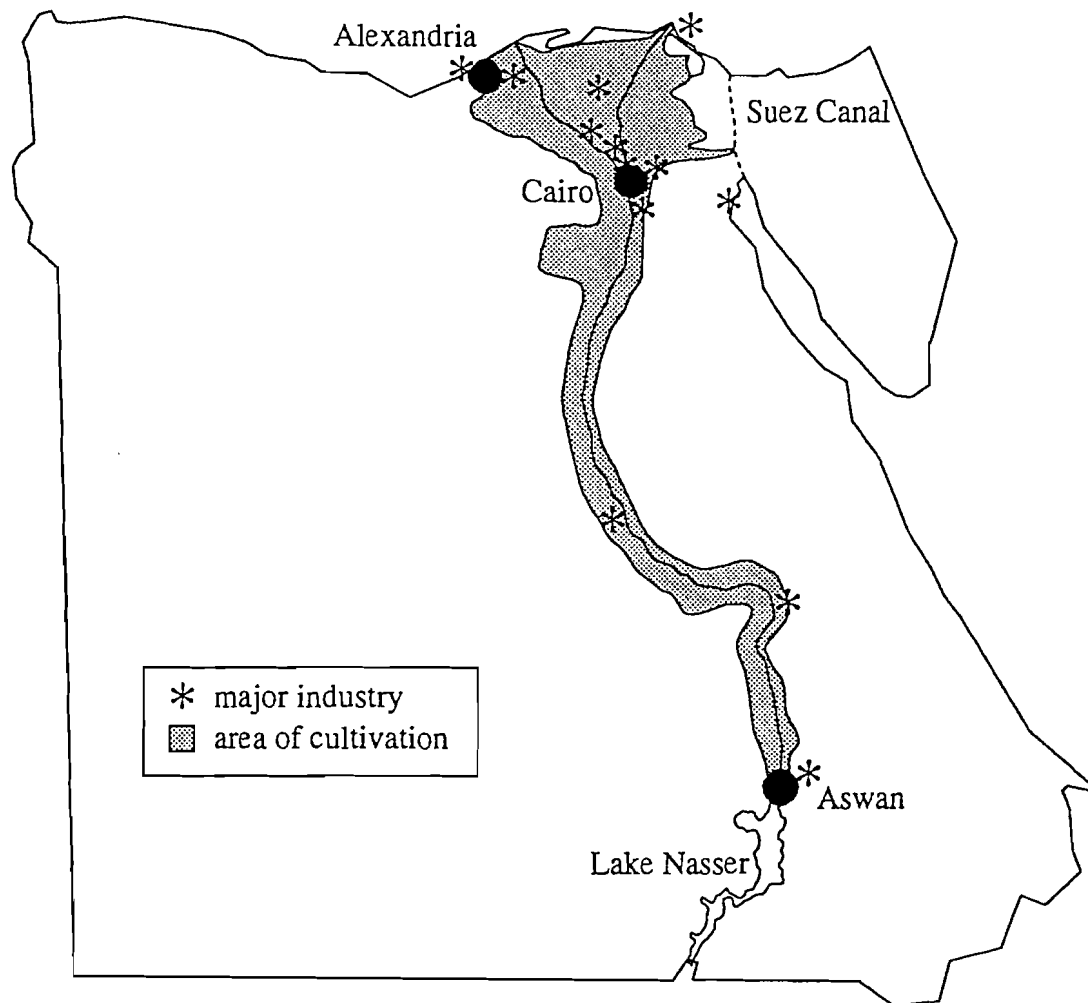 Alexandria
Suez Canal
Cairo
* major industry
area of cultivation
Aswan
Lake Nasser